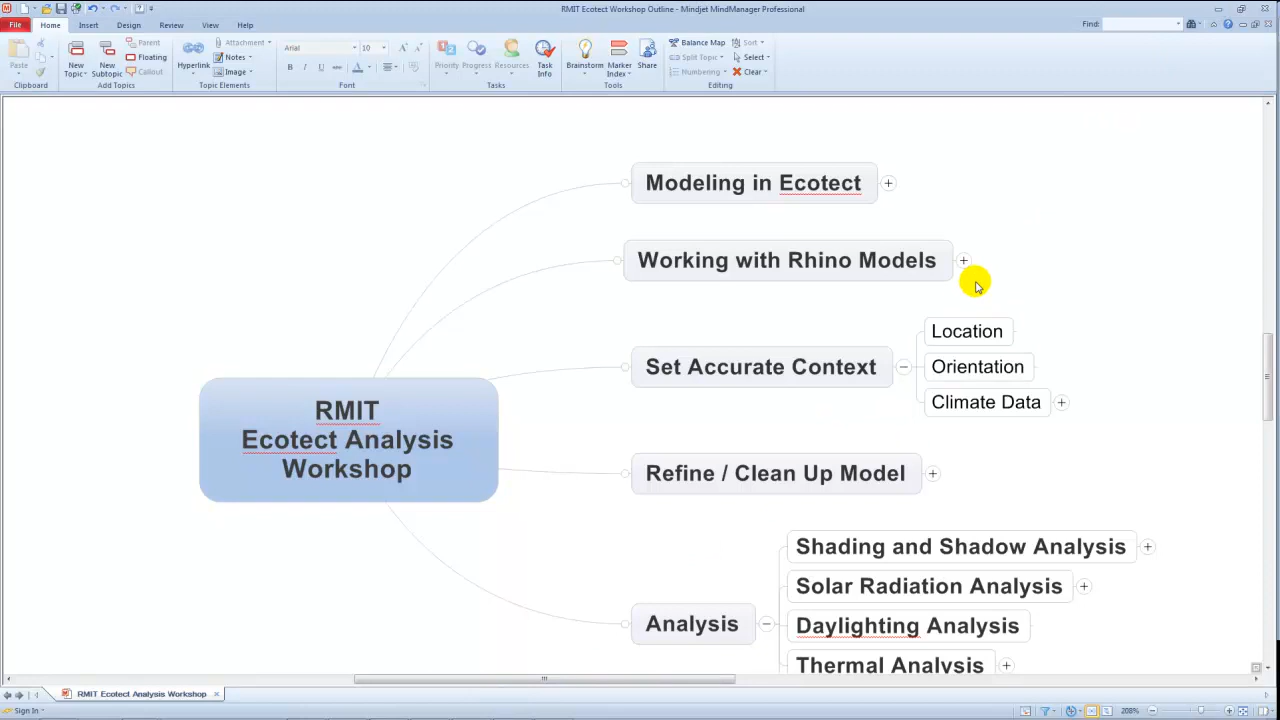 RMIT Ecotect Workshop Outline - Mindjet MindManager Professional
File Home Insert Design Review View Help Find:
Paste
Clipboard
New Topic
New Subtopic
Parent
Floating
Callout
Add Topics
Hyperlink
Attachment
Notes
Image
Topic Elements
Arial 10
B I U A
Font
Priority
Progress
Resources
Task Info
Tasks
Brainstorm
Marker Index
Share
Tools
Balance Map
Split Topic
Numbering
Sort
Select
Clear
Editing
Modeling in Ecotect
Working with Rhino Models
Location
Set Accurate Context
Orientation
Climate Data
RMIT
Ecotect Analysis
Workshop
Refine / Clean Up Model
Shading and Shadow Analysis
Solar Radiation Analysis
Analysis
Daylighting Analysis
Thermal Analysis
RMIT Ecotect Analysis Workshop
Sign In
208%